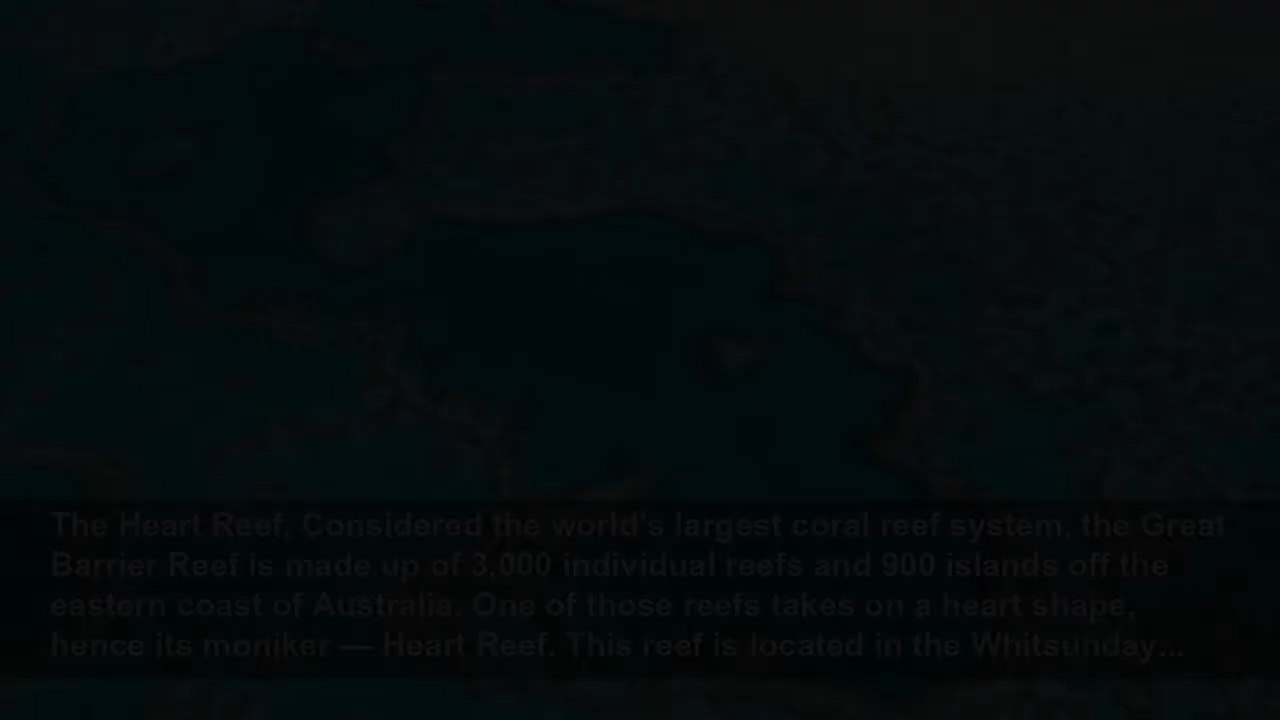 The Heart Reef, Considered the world's largest coral reef system, the Great
Barrier Reef is made up of 3,000 individual reefs and 900 islands off the
eastern coast of Australia. One of those reefs takes on a heart shape,
hence its moniker — Heart Reef. This reef is located in the Whitsunday...